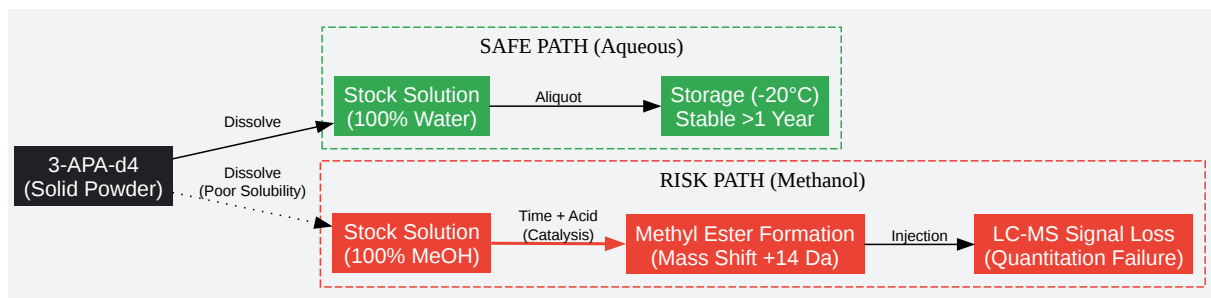 SAFE PATH (Aqueous)
Stock Solution
(100% Water)
Aliquot
Storage (-20°C)
Stable >1 Year
Dissolve
3-APA-d4
(Solid Powder)
Dissolve
(Poor Solubility)
RISK PATH (Methanol)
Stock Solution
(100% MeOH)
Time + Acid
(Catalysis)
Methyl Ester Formation
(Mass Shift +14 Da)
Injection
LC-MS Signal Loss
(Quantitation Failure)